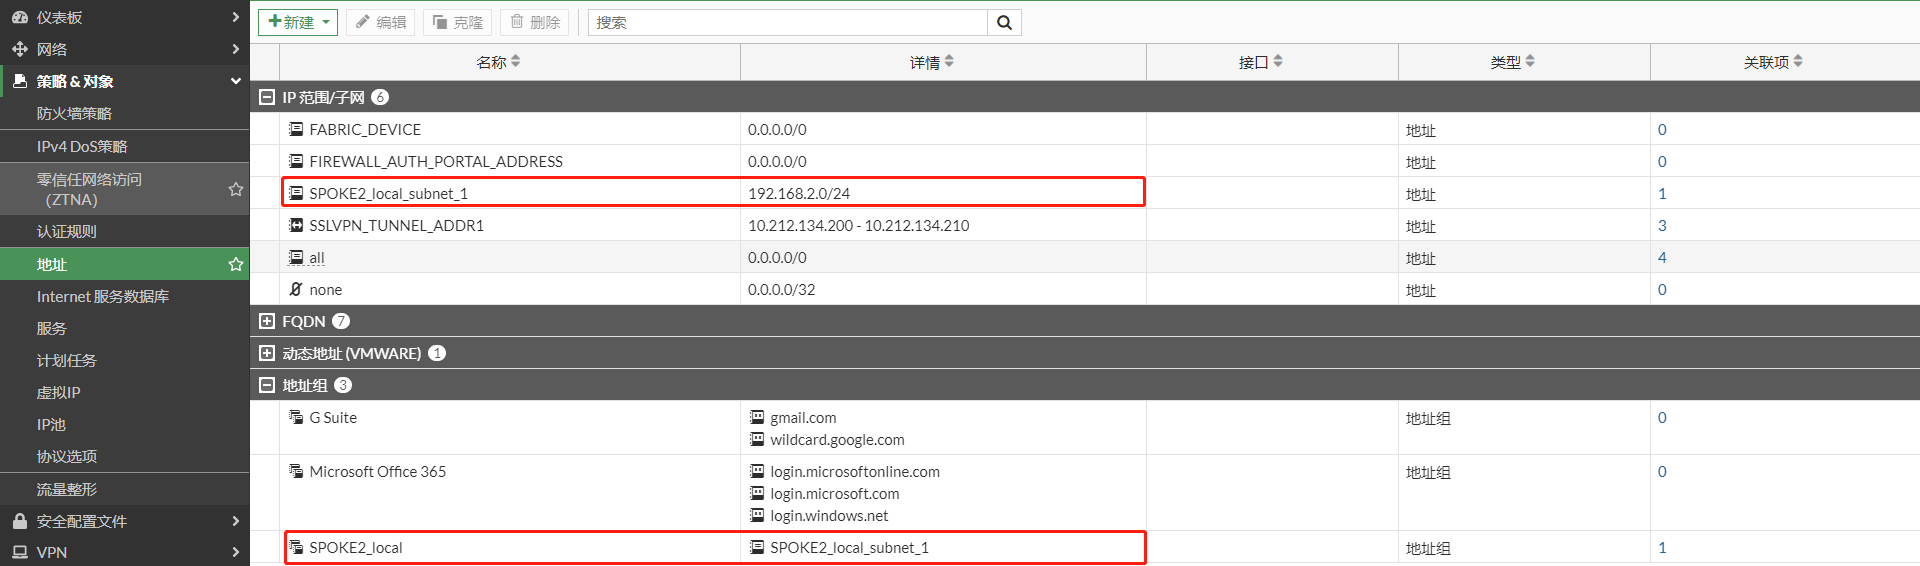 仪表板
网络
策略 & 对象
防火墙策略
IPv4 DoS策略
零信任网络访问
（ZTNA）
认证规则
地址
Internet 服务数据库
服务
计划任务
虚拟IP
IP池
协议选项
流量整形
安全配置文件
VPN
新建 编辑 克隆 删除 搜索
名称 详情 接口 类型 关联项
IP 范围/子网 6
FABRIC_DEVICE 0.0.0.0/0 地址 0
FIREWALL_AUTH_PORTAL_ADDRESS 0.0.0.0/0 地址 0
SPOKE2_local_subnet_1 192.168.2.0/24 地址 1
SSLVPN_TUNNEL_ADDR1 10.212.134.200 - 10.212.134.210 地址 3
all 0.0.0.0/0 地址 4
none 0.0.0.0/32 地址 0
FQDN 7
动态地址 (VMWARE) 1
地址组 3
G Suite gmail.com 地址组 0
wildcard.google.com
Microsoft Office 365 login.microsoftonline.com 地址组 0
login.microsoft.com
login.windows.net
SPOKE2_local SPOKE2_local_subnet_1 地址组 1